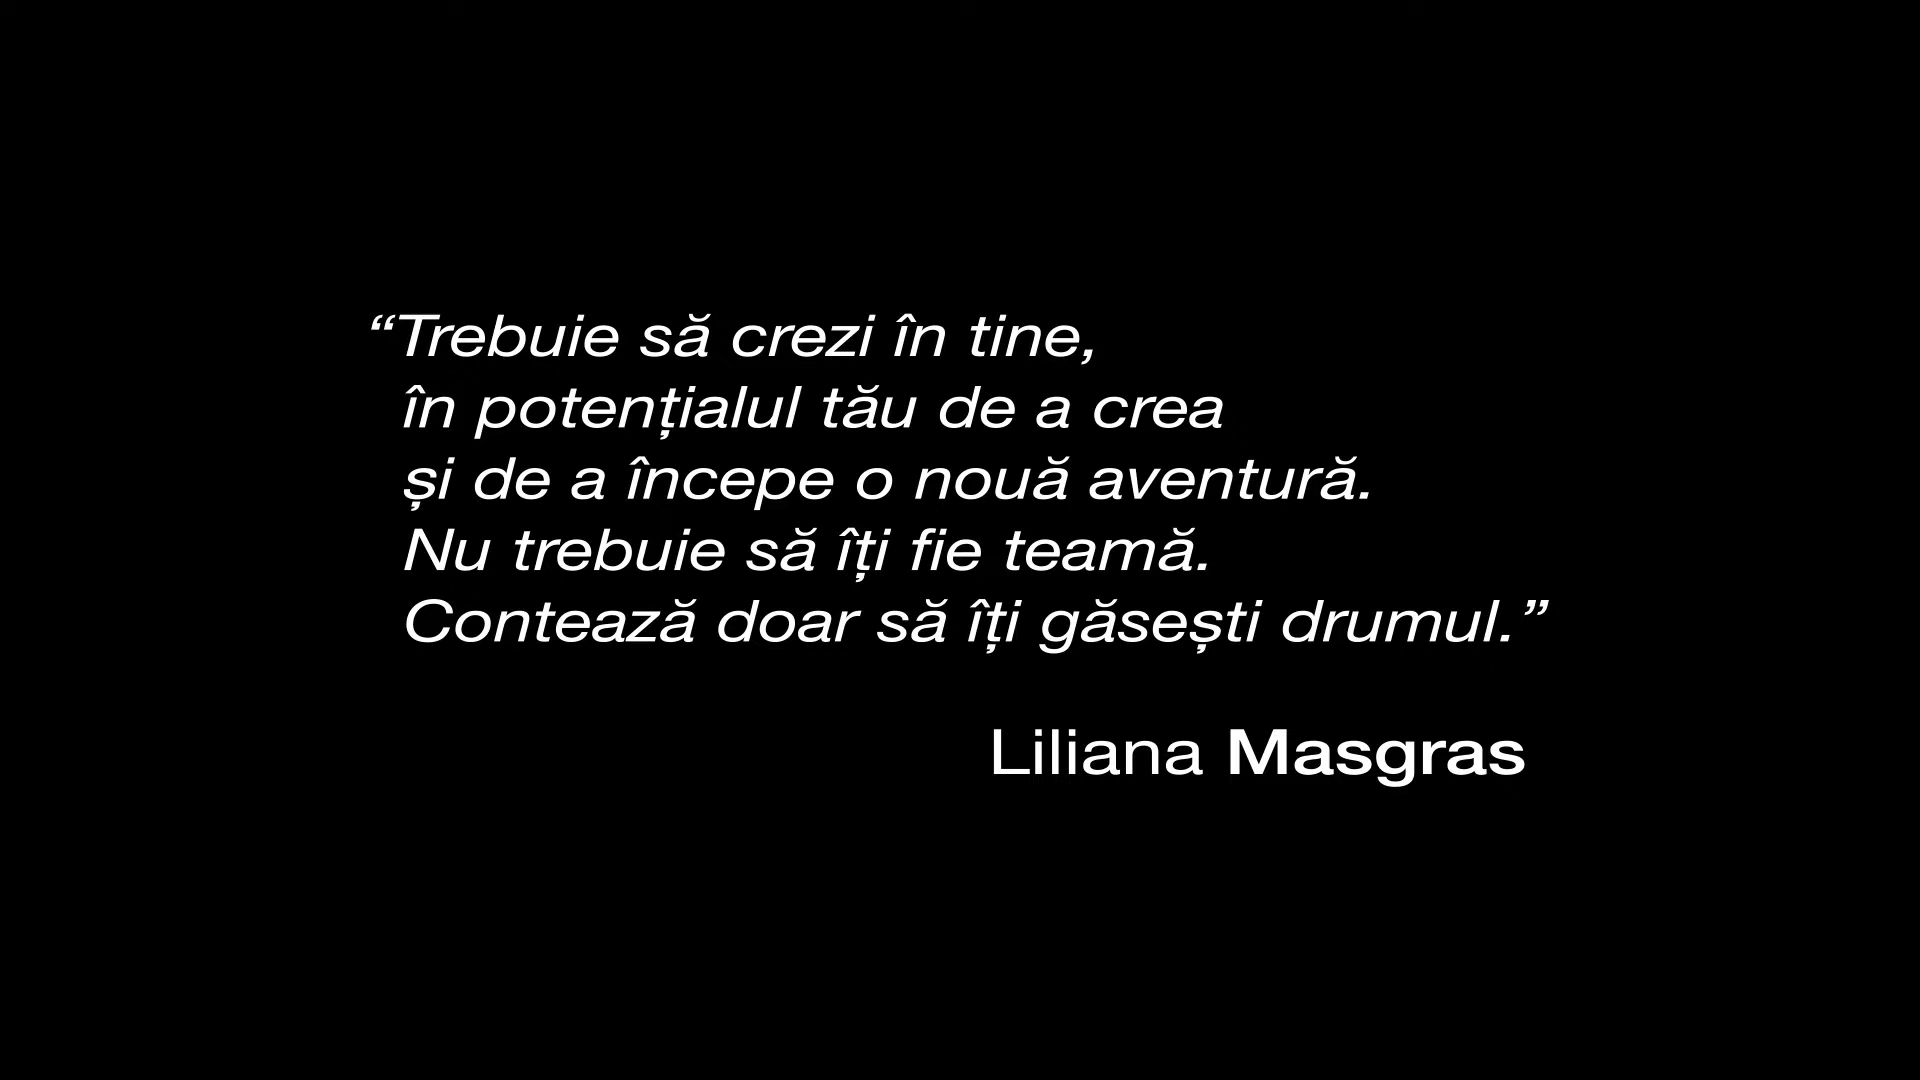 “Trebuie să crezi în tine,
în potențialul tău de a crea
și de a începe o nouă aventură.
Nu trebuie să îți fie teamă.
Contează doar să îți găsești drumul.”
Liliana Masgras